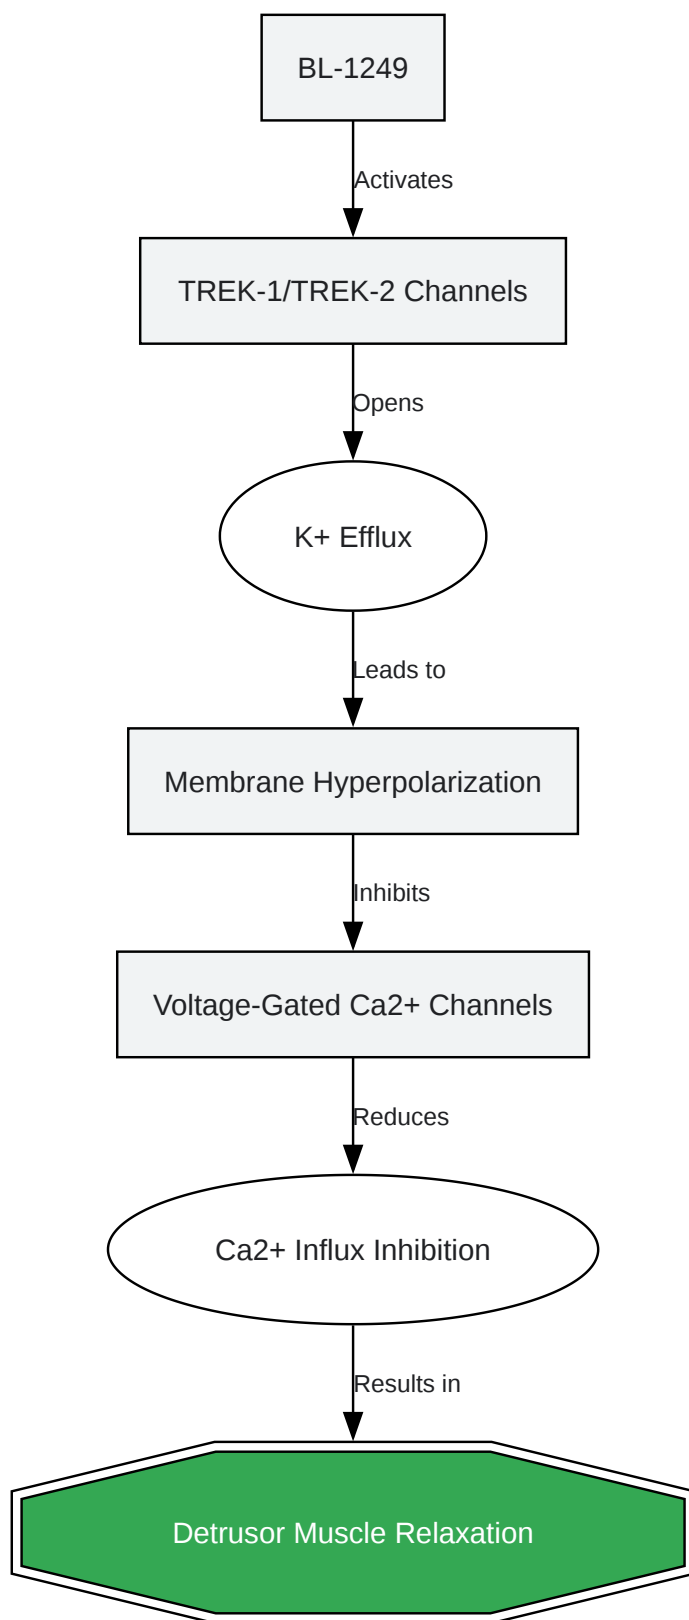 BL-1249
Activates
TREK-1/TREK-2 Channels
Opens
K+ Efflux
Leads to
Membrane Hyperpolarization
Inhibits
Voltage-Gated Ca2+ Channels
Reduces
Ca2+ Influx Inhibition
Results in
Detrusor Muscle Relaxation